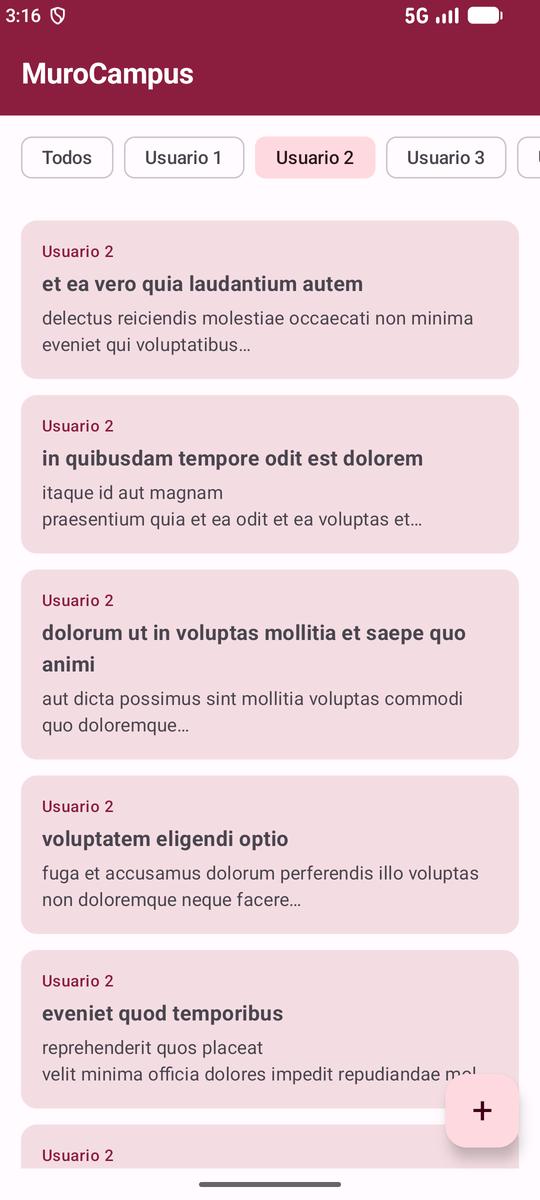 3:16 5G
MuroCampus
Todos Usuario 1 Usuario 2 Usuario 3
Usuario 2
et ea vero quia laudantium autem
delectus reiciendis molestiae occaecati non minima
eveniet qui voluptatibus…
Usuario 2
in quibusdam tempore odit est dolorem
itaque id aut magnam
praesentium quia et ea odit et ea voluptas et…
Usuario 2
dolorum ut in voluptas mollitia et saepe quo
animi
aut dicta possimus sint mollitia voluptas commodi
quo doloremque…
Usuario 2
voluptatem eligendi optio
fuga et accusamus dolorum perferendis illo voluptas
non doloremque neque facere…
Usuario 2
eveniet quod temporibus
reprehenderit quos placeat
velit minima officia dolores impedit repudiandae
+
Usuario 2